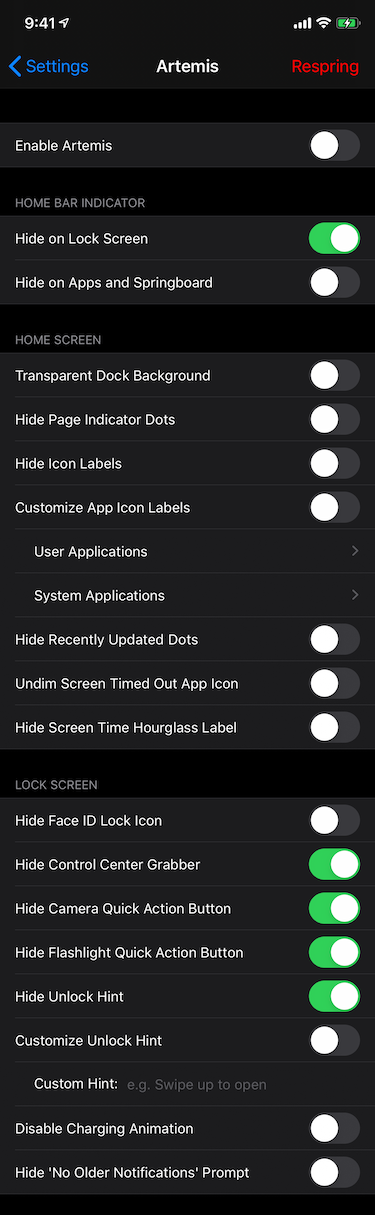 9:41
Settings Artemis Respring
Enable Artemis
HOME BAR INDICATOR
Hide on Lock Screen
Hide on Apps and Springboard
HOME SCREEN
Transparent Dock Background
Hide Page Indicator Dots
Hide Icon Labels
Customize App Icon Labels
User Applications
System Applications
Hide Recently Updated Dots
Undim Screen Timed Out App Icon
Hide Screen Time Hourglass Label
LOCK SCREEN
Hide Face ID Lock Icon
Hide Control Center Grabber
Hide Camera Quick Action Button
Hide Flashlight Quick Action Button
Hide Unlock Hint
Customize Unlock Hint
Custom Hint: e.g. Swipe up to open
Disable Charging Animation
Hide 'No Older Notifications' Prompt